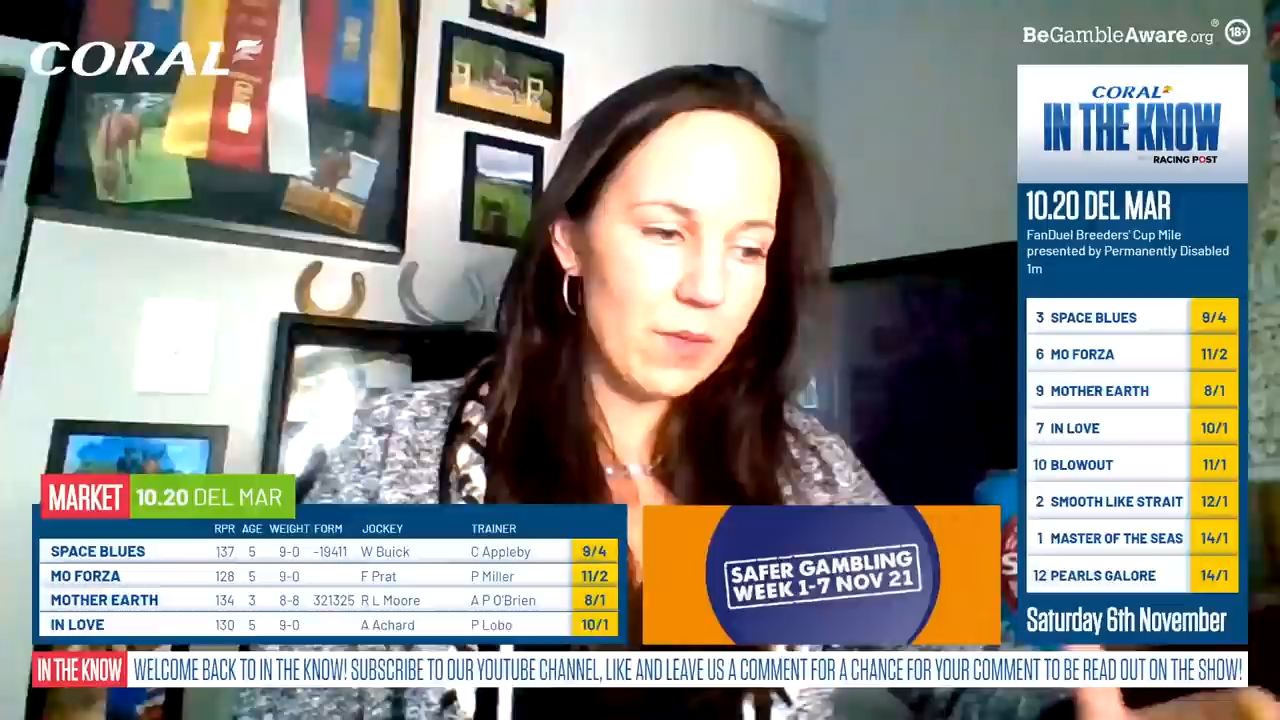 CORAL
BeGambleAware.org® 18+
CORAL
IN THE KNOW
RACING POST
10.20 DEL MAR
FanDuel Breeders' Cup Mile
presented by Permanently Disabled
1m
3 SPACE BLUES 9/4
6 MO FORZA 11/2
9 MOTHER EARTH 8/1
7 IN LOVE 10/1
10 BLOWOUT 11/1
2 SMOOTH LIKE STRAIT 12/1
1 MASTER OF THE SEAS 14/1
12 PEARLS GALORE 14/1
Saturday 6th November
MARKET 10.20 DEL MAR
RPR AGE WEIGHT FORM JOCKEY TRAINER
SPACE BLUES 137 5 9-0 -19411 W Buick C Appleby 9/4
MO FORZA 128 5 9-0 F Prat P Miller 11/2
MOTHER EARTH 134 3 8-8 321325 R L Moore A P O'Brien 8/1
IN LOVE 130 5 9-0 A Achard P Lobo 10/1
SAFER GAMBLING
WEEK 1-7 NOV 21
IN THE KNOW WELCOME BACK TO IN THE KNOW! SUBSCRIBE TO OUR YOUTUBE CHANNEL, LIKE AND LEAVE US A COMMENT FOR A CHANCE FOR YOUR COMMENT TO BE READ OUT ON THE SHOW!